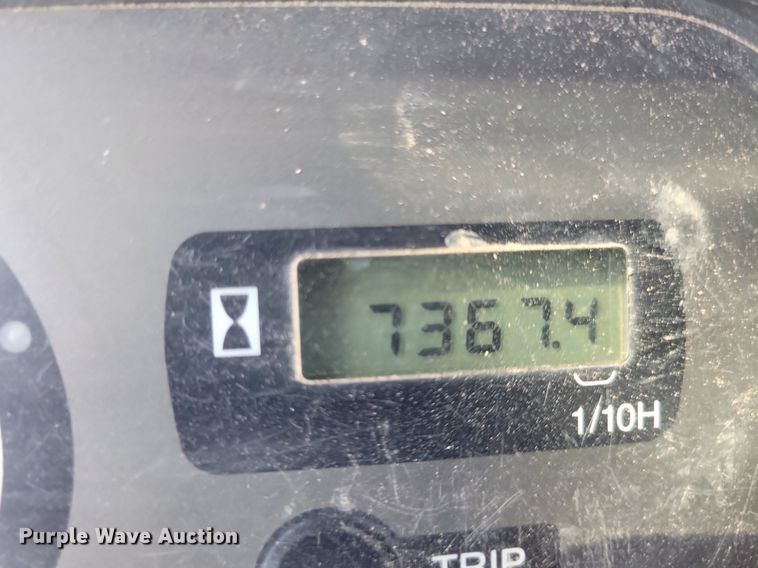 7367.4
1/10H
TRIP
Purple Wave Auction